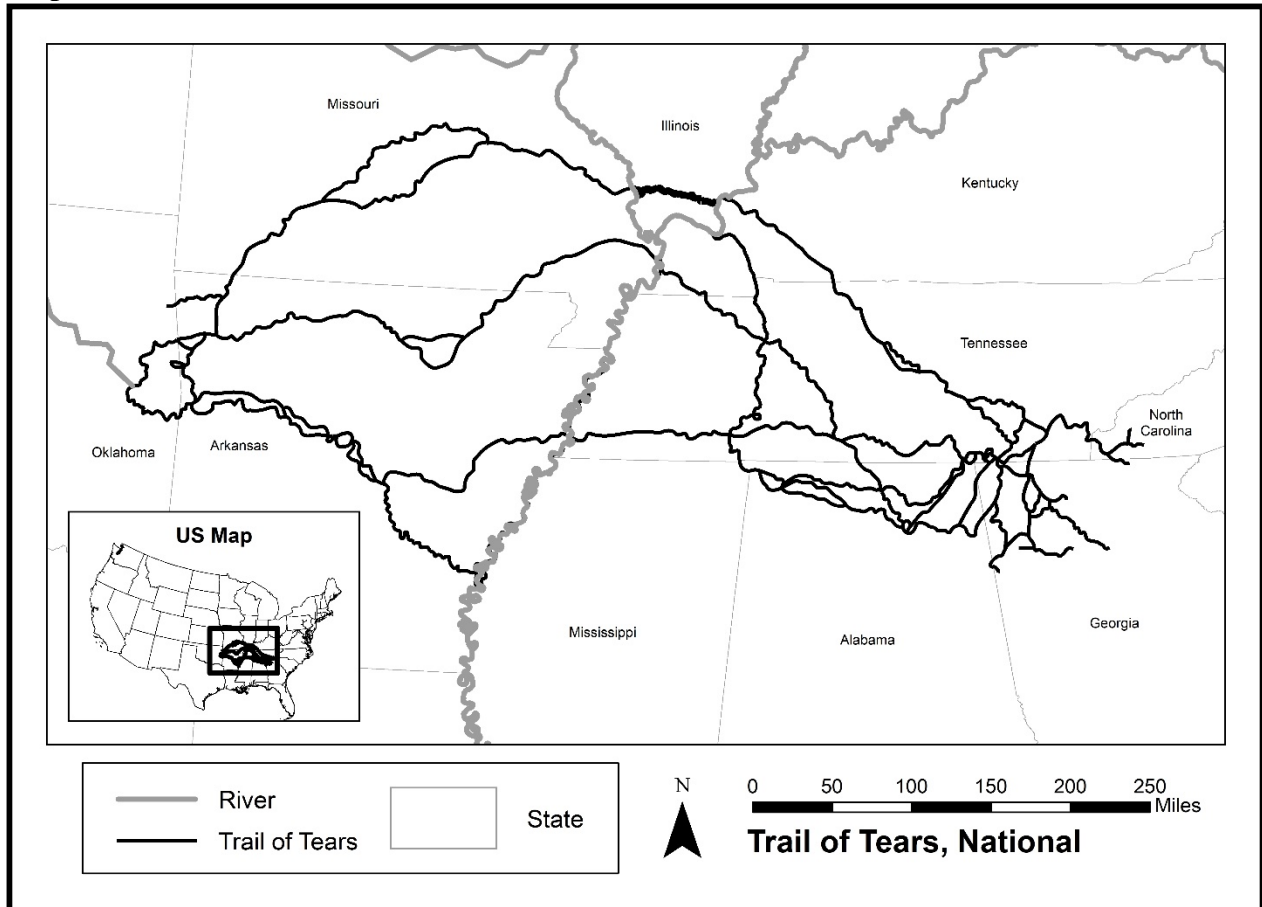 Missouri
Illinois
Kentucky
Tennessee
North
Carolina
Oklahoma
Arkansas
US Map
Mississippi
Alabama
Georgia
River
Trail of Tears
State
N
0 50 100 150 200 250
Miles
Trail of Tears, National